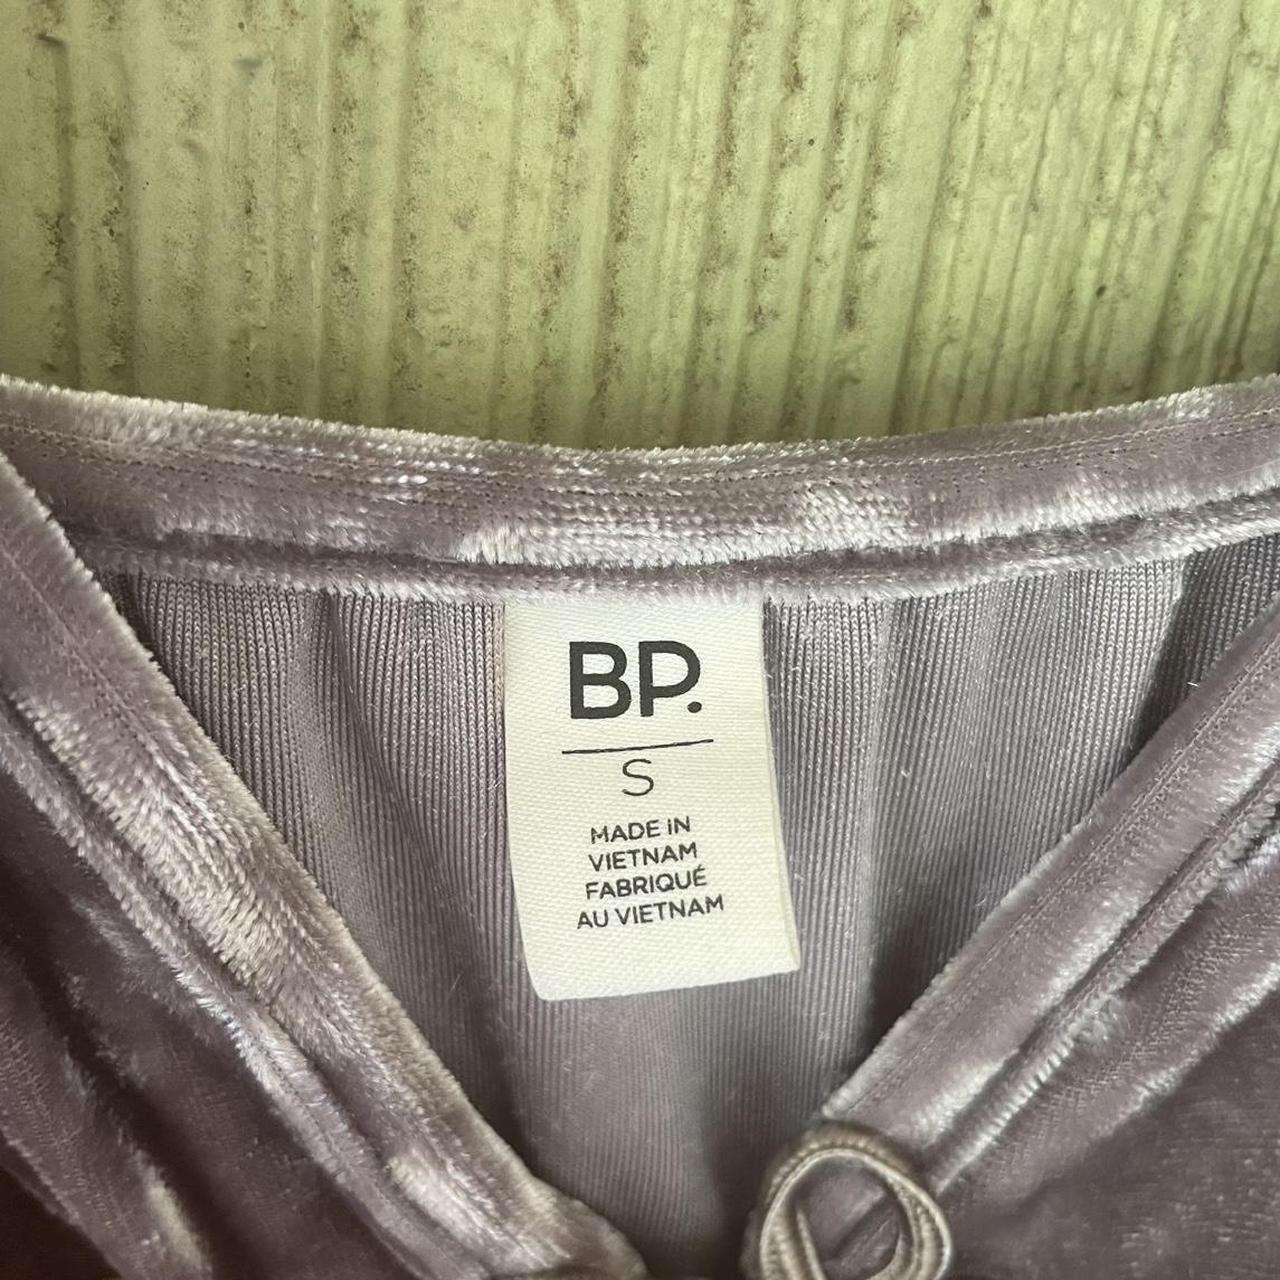 BP.
S
MADE IN
VIETNAM
FABRIQUÉ
AU VIETNAM